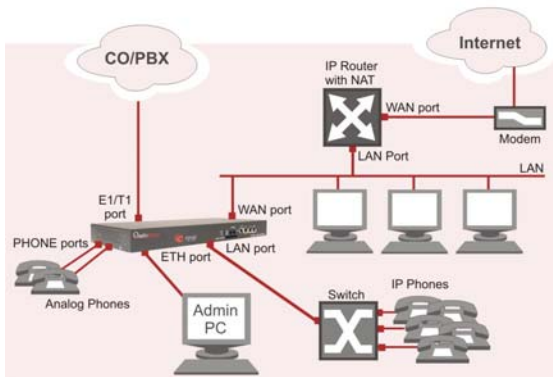 CO/PBX
Internet
IP Router
with NAT
WAN port
Modem
LAN Port
LAN
E1/T1
port
WAN port
PHONE ports
LAN port
ETH port
Analog Phones
Admin
PC
Switch
IP Phones